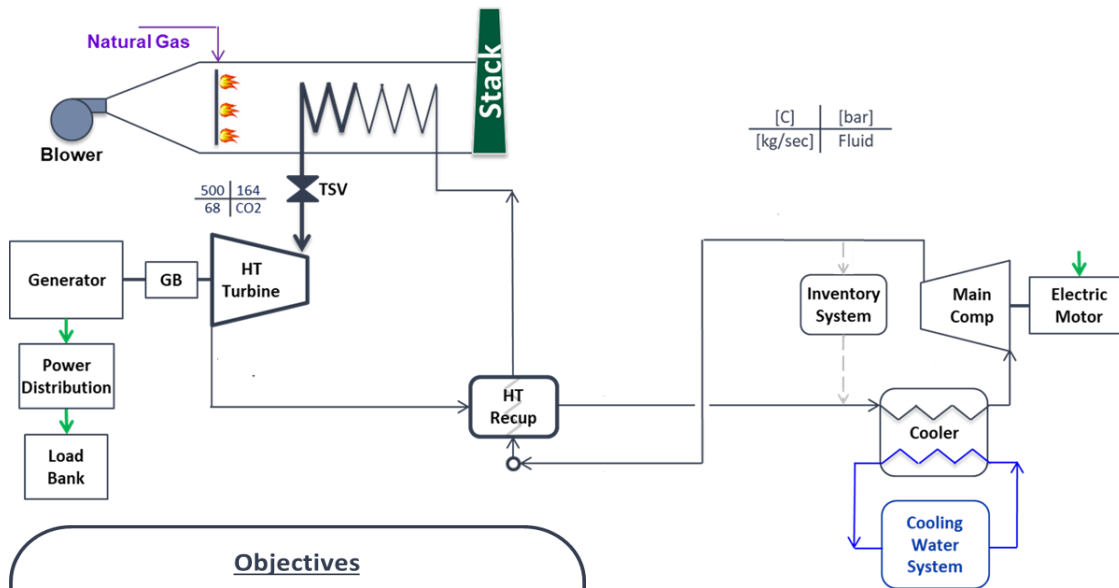 Natural Gas
Stack
Blower
[C] [bar]
[kg/sec] Fluid
TSV
500 164
68 CO2
Generator
GB
HT
Turbine
Inventory
System
Main
Comp
Electric
Motor
Power
Distribution
HT
Recup
Cooler
Load
Bank
Cooling
Water
System
Objectives